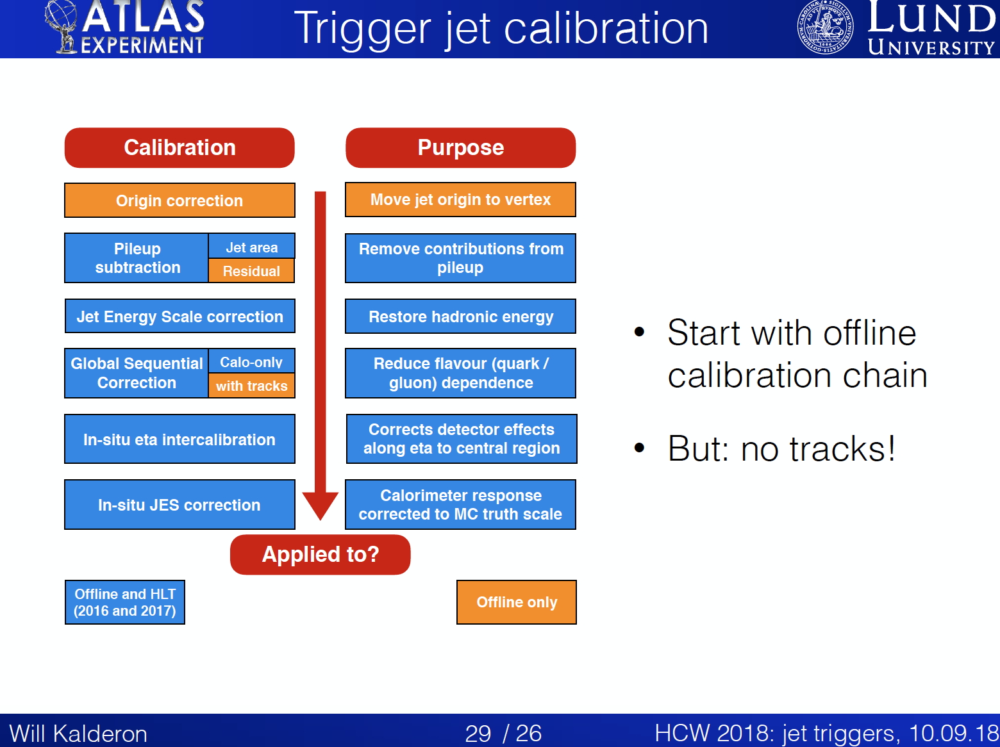 ATLAS
EXPERIMENT
Trigger jet calibration
LUND
UNIVERSITY
Calibration
Purpose
Origin correction
Move jet origin to vertex
Pileup
subtraction
Jet area
Residual
Remove contributions from
pileup
Jet Energy Scale correction
Restore hadronic energy
Global Sequential
Correction
Calo-only
with tracks
Reduce flavour (quark /
gluon) dependence
In-situ eta intercalibration
Corrects detector effects
along eta to central region
In-situ JES correction
Calorimeter response
corrected to MC truth scale
Applied to?
Offline and HLT
(2016 and 2017)
Offline only
• Start with offline
calibration chain
• But: no tracks!
Will Kalderon
29 / 26
HCW 2018: jet triggers, 10.09.18